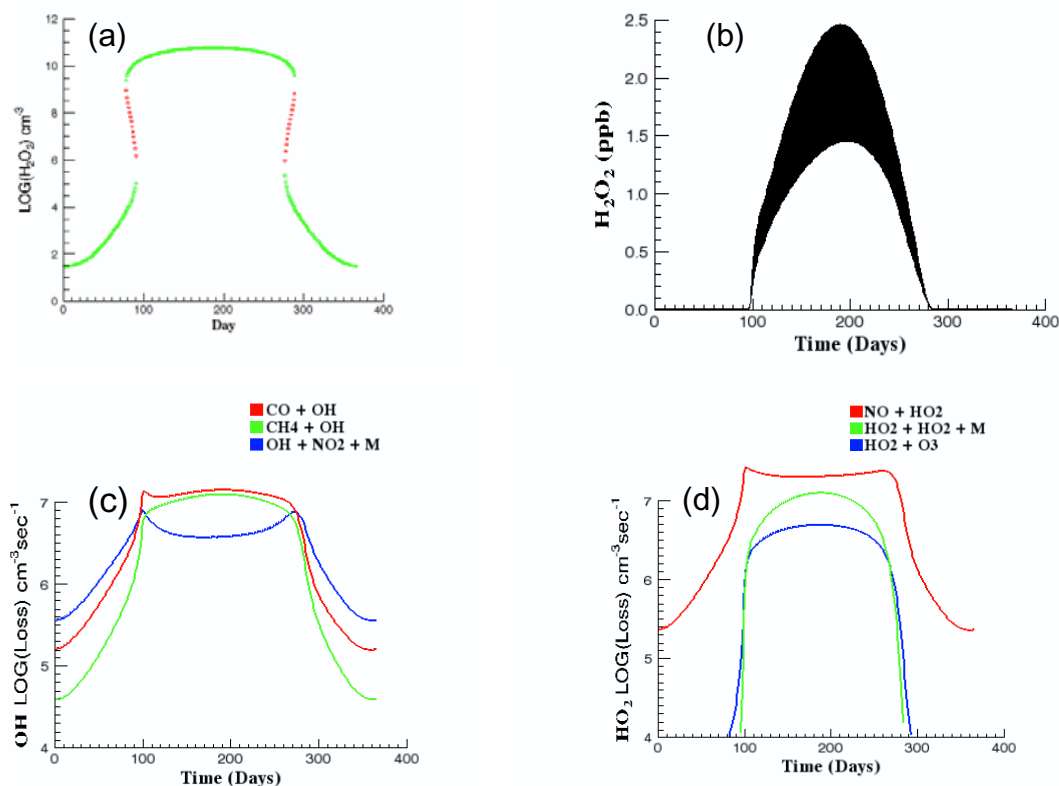 (a)
12
10
8
6
4
2
0
LOG(H₂O₂) cm⁻³
0 100 200 300 400
Day
(b)
2.5
2.0
1.5
1.0
0.5
0.0
H₂O₂ (ppb)
0 100 200 300 400
Time (Days)
CO + OH
CH4 + OH
OH + NO2 + M
(c)
7
6
5
4
OH LOG(Loss) cm⁻³sec⁻¹
0 100 200 300 400
Time (Days)
NO + HO2
HO2 + HO2 + M
HO2 + O3
(d)
7
6
5
4
HO₂ LOG(Loss) cm⁻³sec⁻¹
0 100 200 300 400
Time (Days)